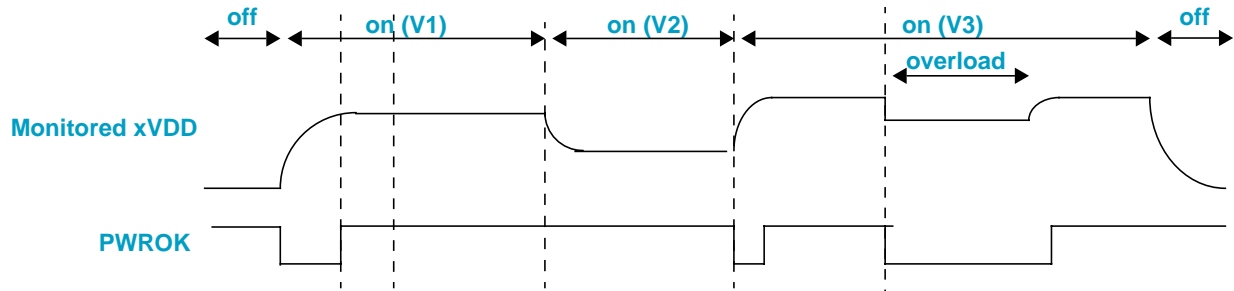 off
on (V1)
on (V2)
on (V3)
off
overload
Monitored xVDD
PWROK